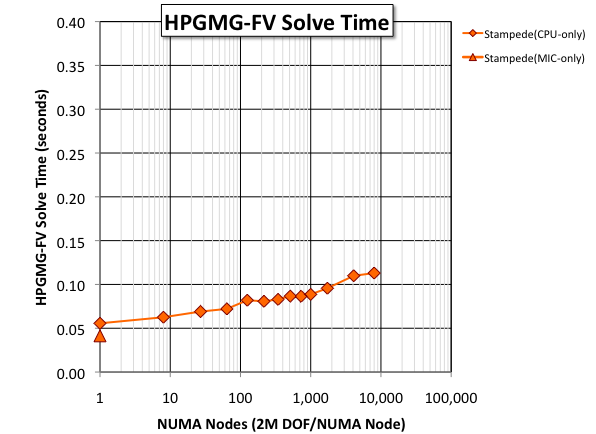 HPGMG-FV Solve Time
Stampede(CPU-only)
Stampede(MIC-only)
HPGMG-FV Solve Time (seconds)
0.40
0.35
0.30
0.25
0.20
0.15
0.10
0.05
0.00
1 10 100 1,000 10,000 100,000
NUMA Nodes (2M DOF/NUMA Node)